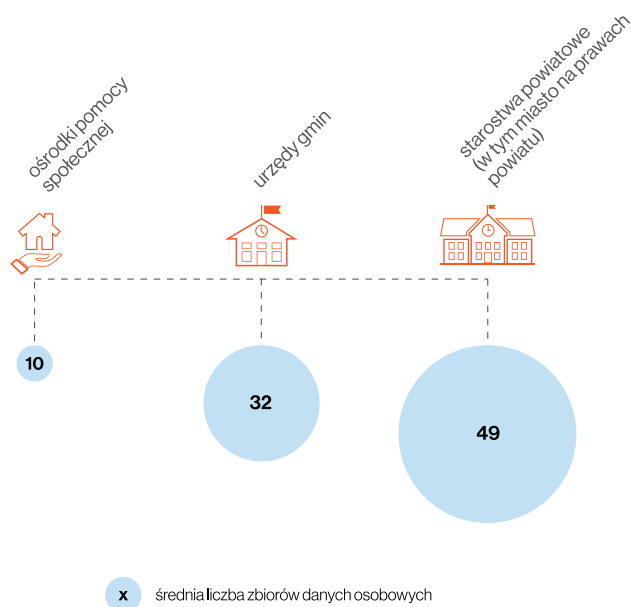 ośrodki pomocy
społecznej
urzędy gmin
starostwa powiatowe
(w tym miasto na prawach
powiatu)
10
32
49
x średnia liczba zbiorów danych osobowych